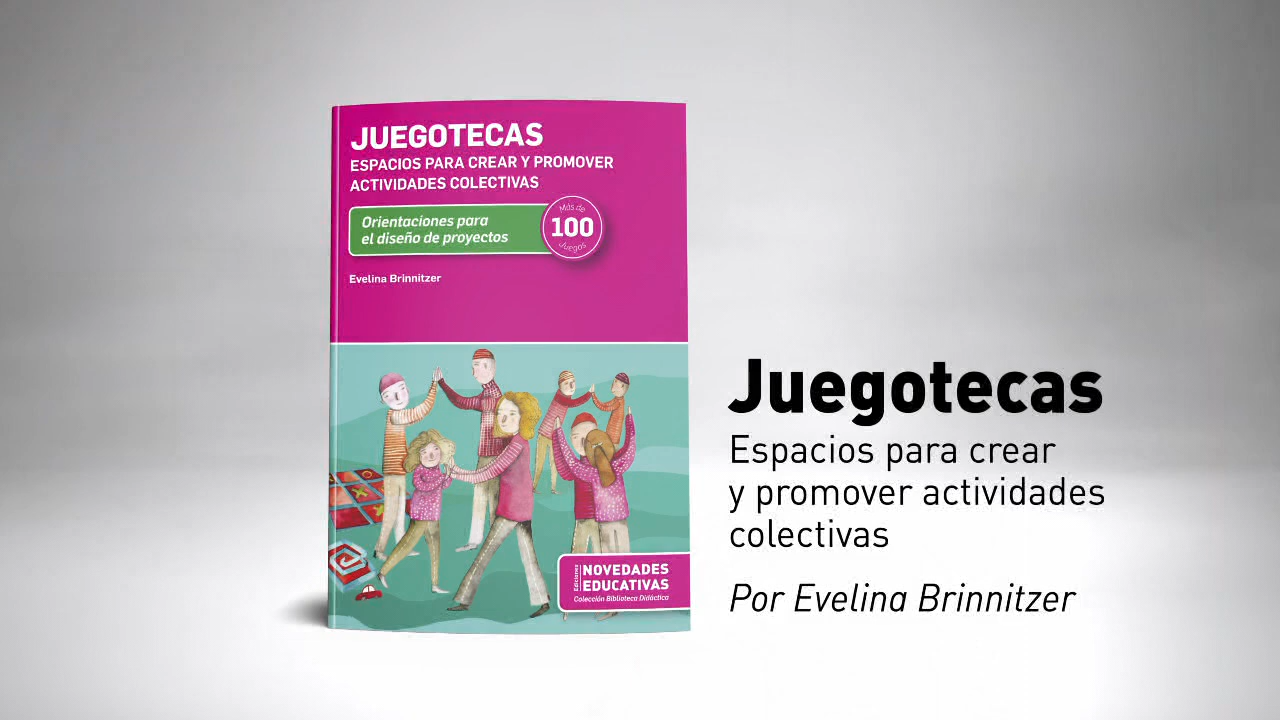 JUEGOTECAS
ESPACIOS PARA CREAR Y PROMOVER
ACTIVIDADES COLECTIVAS
Orientaciones para
el diseño de proyectos
Más de
100
Juegos
Evelina Brinnitzer
Ediciones
NOVEDADES
EDUCATIVAS
Colección Biblioteca Didáctica
Juegotecas
Espacios para crear
y promover actividades
colectivas
Por Evelina Brinnitzer